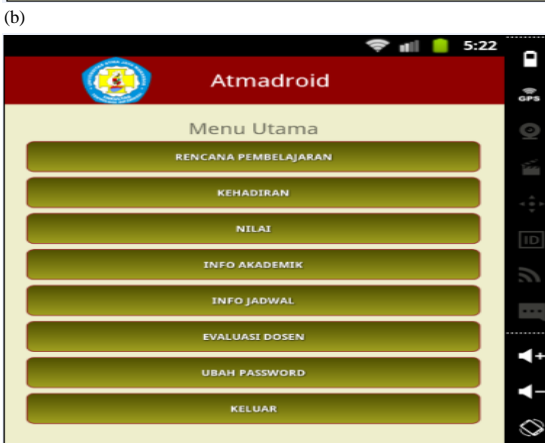 (b)
5:22
Atmadroid
GPS
Menu Utama
RENCANA PEMBELAJARAN
KEHADIRAN
NILAI
INFO AKADEMIK
ID
INFO JADWAL
EVALUASI DOSEN
UBAH PASSWORD
KELUAR